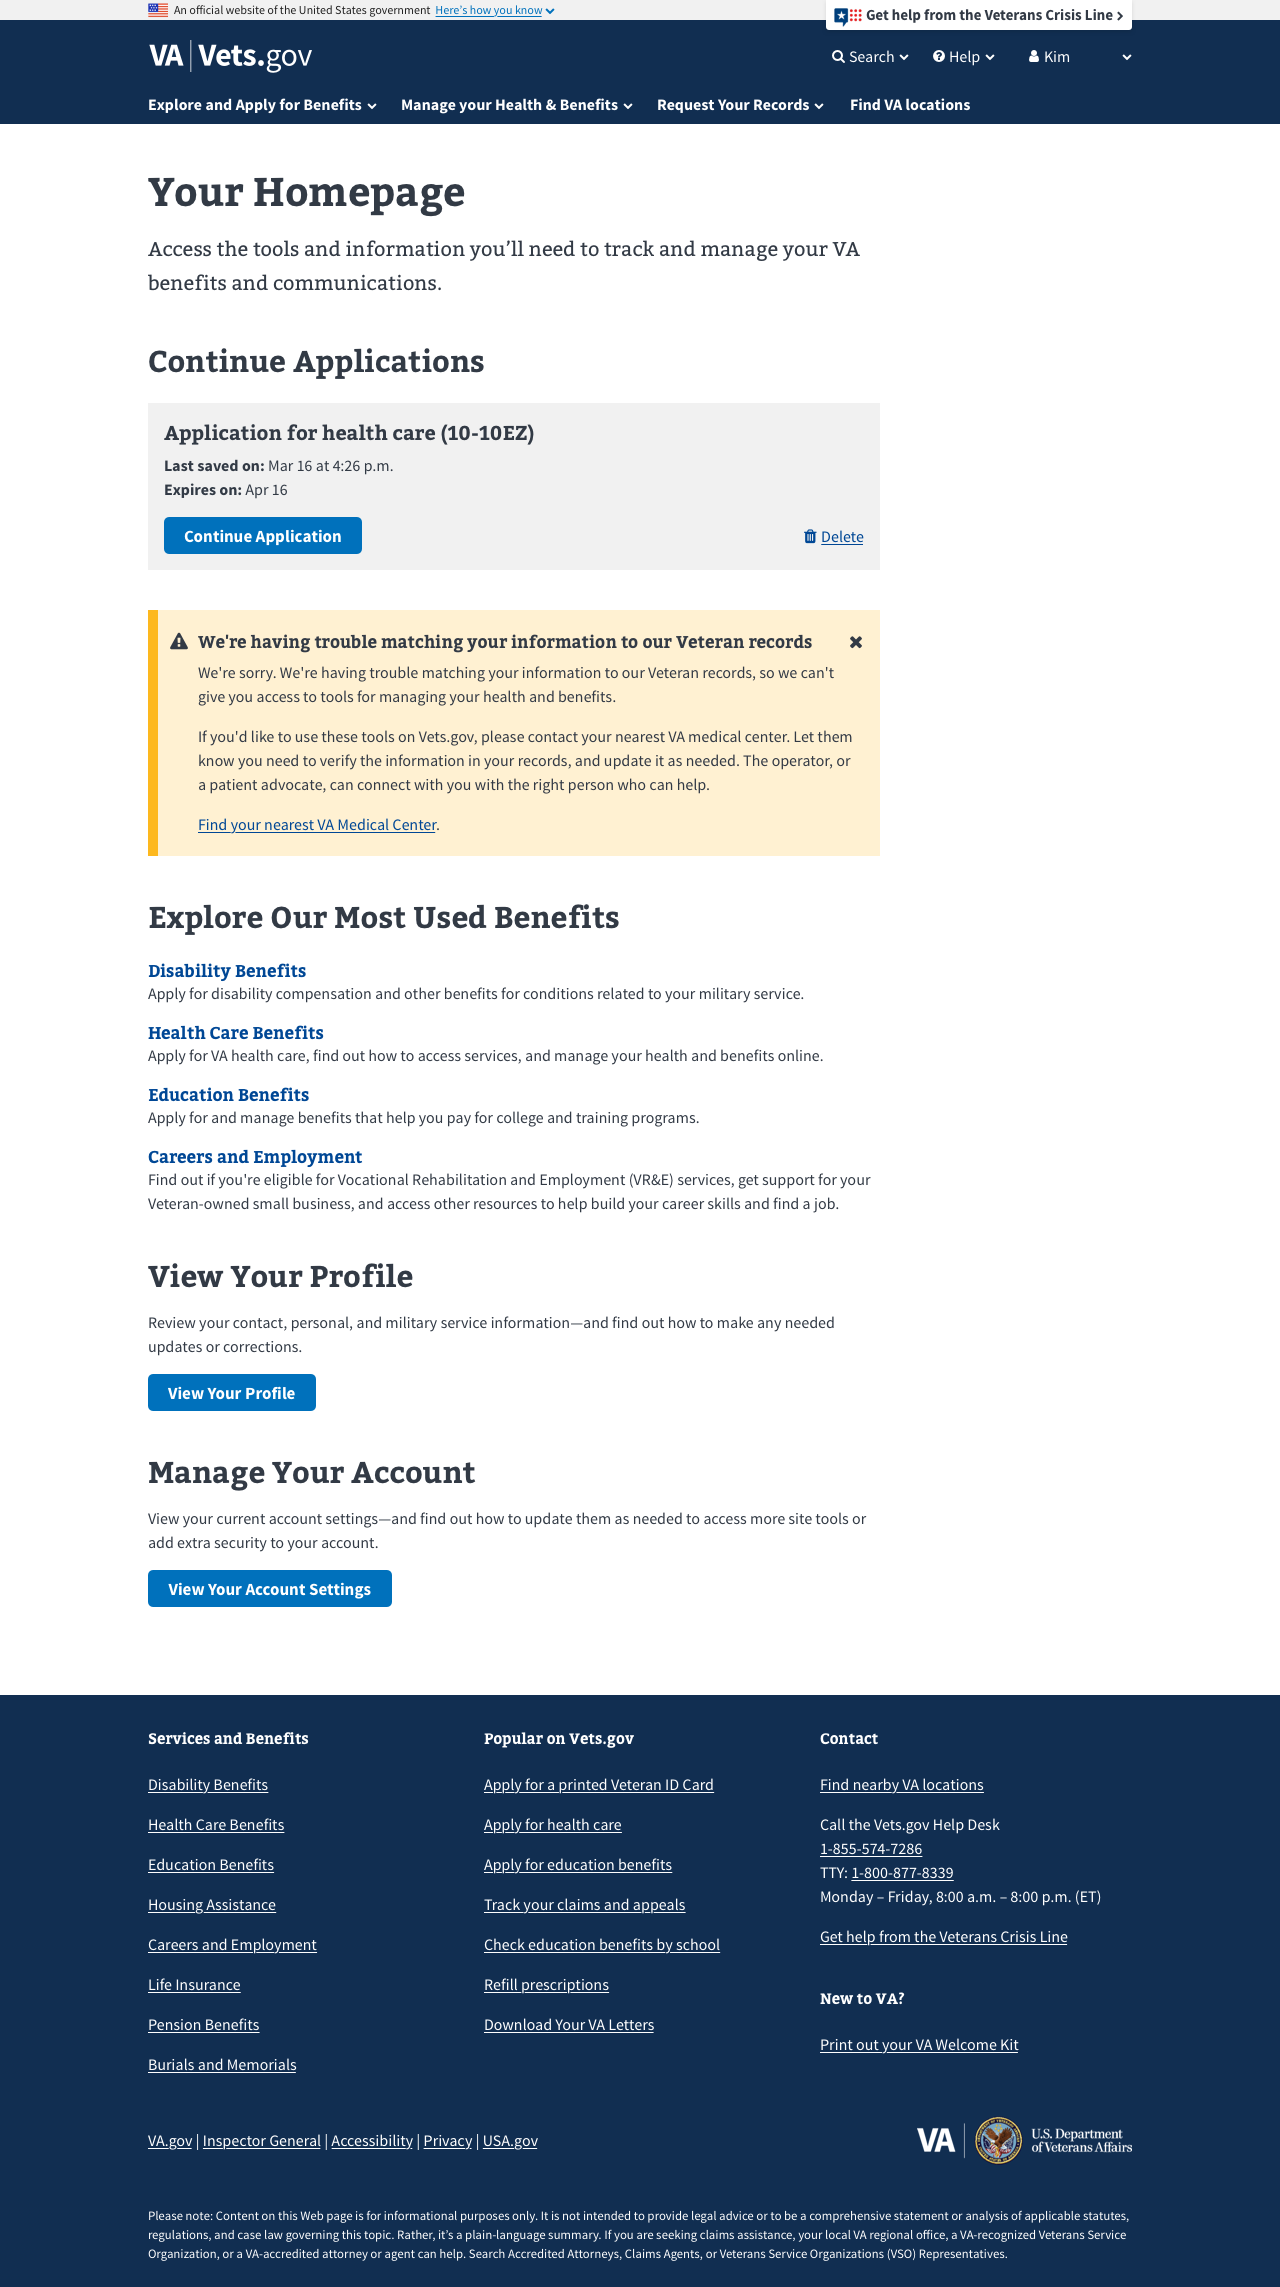 An official website of the United States government Here's how you know
Get help from the Veterans Crisis Line
VA | Vets.gov
Search Help Kim
Explore and Apply for Benefits Manage your Health & Benefits Request Your Records Find VA locations
Your Homepage
Access the tools and information you’ll need to track and manage your VA
benefits and communications.
Continue Applications
Application for health care (10-10EZ)
Last saved on: Mar 16 at 4:26 p.m.
Expires on: Apr 16
Continue Application Delete
We're having trouble matching your information to our Veteran records
We're sorry. We're having trouble matching your information to our Veteran records, so we can't
give you access to tools for managing your health and benefits.
If you'd like to use these tools on Vets.gov, please contact your nearest VA medical center. Let them
know you need to verify the information in your records, and update it as needed. The operator, or
a patient advocate, can connect with you with the right person who can help.
Find your nearest VA Medical Center.
Explore Our Most Used Benefits
Disability Benefits
Apply for disability compensation and other benefits for conditions related to your military service.
Health Care Benefits
Apply for VA health care, find out how to access services, and manage your health and benefits online.
Education Benefits
Apply for and manage benefits that help you pay for college and training programs.
Careers and Employment
Find out if you're eligible for Vocational Rehabilitation and Employment (VR&E) services, get support for your
Veteran-owned small business, and access other resources to help build your career skills and find a job.
View Your Profile
Review your contact, personal, and military service information—and find out how to make any needed
updates or corrections.
View Your Profile
Manage Your Account
View your current account settings—and find out how to update them as needed to access more site tools or
add extra security to your account.
View Your Account Settings
Services and Benefits
Disability Benefits
Health Care Benefits
Education Benefits
Housing Assistance
Careers and Employment
Life Insurance
Pension Benefits
Burials and Memorials
Popular on Vets.gov
Apply for a printed Veteran ID Card
Apply for health care
Apply for education benefits
Track your claims and appeals
Check education benefits by school
Refill prescriptions
Download Your VA Letters
Contact
Find nearby VA locations
Call the Vets.gov Help Desk
1-855-574-7286
TTY: 1-800-877-8339
Monday – Friday, 8:00 a.m. – 8:00 p.m. (ET)
Get help from the Veterans Crisis Line
New to VA?
Print out your VA Welcome Kit
VA.gov | Inspector General | Accessibility | Privacy | USA.gov
VA
U.S. Department
of Veterans Affairs
Please note: Content on this Web page is for informational purposes only. It is not intended to provide legal advice or to be a comprehensive statement or analysis of applicable statutes,
regulations, and case law governing this topic. Rather, it’s a plain-language summary. If you are seeking claims assistance, your local VA regional office, a VA-recognized Veterans Service
Organization, or a VA-accredited attorney or agent can help. Search Accredited Attorneys, Claims Agents, or Veterans Service Organizations (VSO) Representatives.